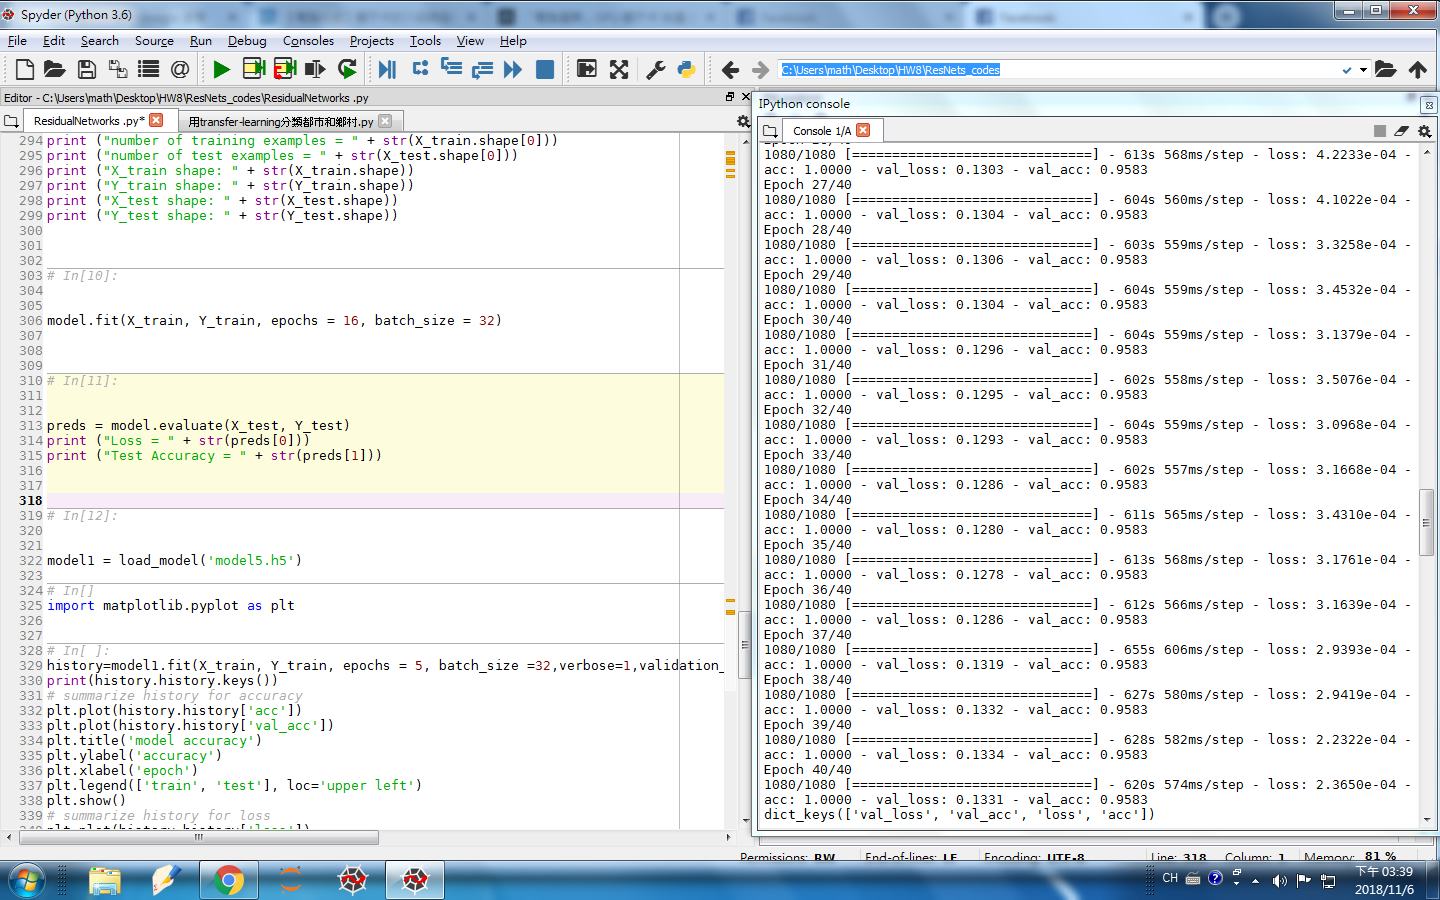 Spyder (Python 3.6)
File Edit Search Source Run Debug Consoles Projects Tools View Help
C:\Users\math\Desktop\HW8\ResNets_codes
Editor - C:\Users\math\Desktop\HW8\ResNets_codes\ResidualNetworks .py
ResidualNetworks .py*
用transfer-learning分類都市和鄉村.py
294 print ("number of training examples = " + str(X_train.shape[0]))
295 print ("number of test examples = " + str(X_test.shape[0]))
296 print ("X_train shape: " + str(X_train.shape))
297 print ("Y_train shape: " + str(Y_train.shape))
298 print ("X_test shape: " + str(X_test.shape))
299 print ("Y_test shape: " + str(Y_test.shape))
300
301
302
303 # In[10]:
304
305
306 model.fit(X_train, Y_train, epochs = 16, batch_size = 32)
307
308
309
310 # In[11]:
311
312
313 preds = model.evaluate(X_test, Y_test)
314 print ("Loss = " + str(preds[0]))
315 print ("Test Accuracy = " + str(preds[1]))
316
317
318
319 # In[12]:
320
321
322 model1 = load_model('model5.h5')
323
324 # In[]
325 import matplotlib.pyplot as plt
326
327
328 # In[ ]:
329 history=model1.fit(X_train, Y_train, epochs = 5, batch_size =32,verbose=1,validation_
330 print(history.history.keys())
331 # summarize history for accuracy
332 plt.plot(history.history['acc'])
333 plt.plot(history.history['val_acc'])
334 plt.title('model accuracy')
335 plt.ylabel('accuracy')
336 plt.xlabel('epoch')
337 plt.legend(['train', 'test'], loc='upper left')
338 plt.show()
339 # summarize history for loss
IPython console
Console 1/A
1080/1080 [==============================] - 613s 568ms/step - loss: 4.2233e-04 -
acc: 1.0000 - val_loss: 0.1303 - val_acc: 0.9583
Epoch 27/40
1080/1080 [==============================] - 604s 560ms/step - loss: 4.1022e-04 -
acc: 1.0000 - val_loss: 0.1304 - val_acc: 0.9583
Epoch 28/40
1080/1080 [==============================] - 603s 559ms/step - loss: 3.3258e-04 -
acc: 1.0000 - val_loss: 0.1306 - val_acc: 0.9583
Epoch 29/40
1080/1080 [==============================] - 604s 559ms/step - loss: 3.4532e-04 -
acc: 1.0000 - val_loss: 0.1304 - val_acc: 0.9583
Epoch 30/40
1080/1080 [==============================] - 604s 559ms/step - loss: 3.1379e-04 -
acc: 1.0000 - val_loss: 0.1296 - val_acc: 0.9583
Epoch 31/40
1080/1080 [==============================] - 602s 558ms/step - loss: 3.5076e-04 -
acc: 1.0000 - val_loss: 0.1295 - val_acc: 0.9583
Epoch 32/40
1080/1080 [==============================] - 604s 559ms/step - loss: 3.0968e-04 -
acc: 1.0000 - val_loss: 0.1293 - val_acc: 0.9583
Epoch 33/40
1080/1080 [==============================] - 602s 557ms/step - loss: 3.1668e-04 -
acc: 1.0000 - val_loss: 0.1286 - val_acc: 0.9583
Epoch 34/40
1080/1080 [==============================] - 611s 565ms/step - loss: 3.4310e-04 -
acc: 1.0000 - val_loss: 0.1280 - val_acc: 0.9583
Epoch 35/40
1080/1080 [==============================] - 613s 568ms/step - loss: 3.1761e-04 -
acc: 1.0000 - val_loss: 0.1278 - val_acc: 0.9583
Epoch 36/40
1080/1080 [==============================] - 612s 566ms/step - loss: 3.1639e-04 -
acc: 1.0000 - val_loss: 0.1286 - val_acc: 0.9583
Epoch 37/40
1080/1080 [==============================] - 655s 606ms/step - loss: 2.9393e-04 -
acc: 1.0000 - val_loss: 0.1319 - val_acc: 0.9583
Epoch 38/40
1080/1080 [==============================] - 627s 580ms/step - loss: 2.9419e-04 -
acc: 1.0000 - val_loss: 0.1332 - val_acc: 0.9583
Epoch 39/40
1080/1080 [==============================] - 628s 582ms/step - loss: 2.2322e-04 -
acc: 1.0000 - val_loss: 0.1334 - val_acc: 0.9583
Epoch 40/40
1080/1080 [==============================] - 620s 574ms/step - loss: 2.3650e-04 -
acc: 1.0000 - val_loss: 0.1331 - val_acc: 0.9583
dict_keys(['val_loss', 'val_acc', 'loss', 'acc'])
Permissions: RW End-of-lines: LF Encoding: UTF-8 Line: 318 Column: 1 Memory: 81 %
CH
下午 03:39
2018/11/6